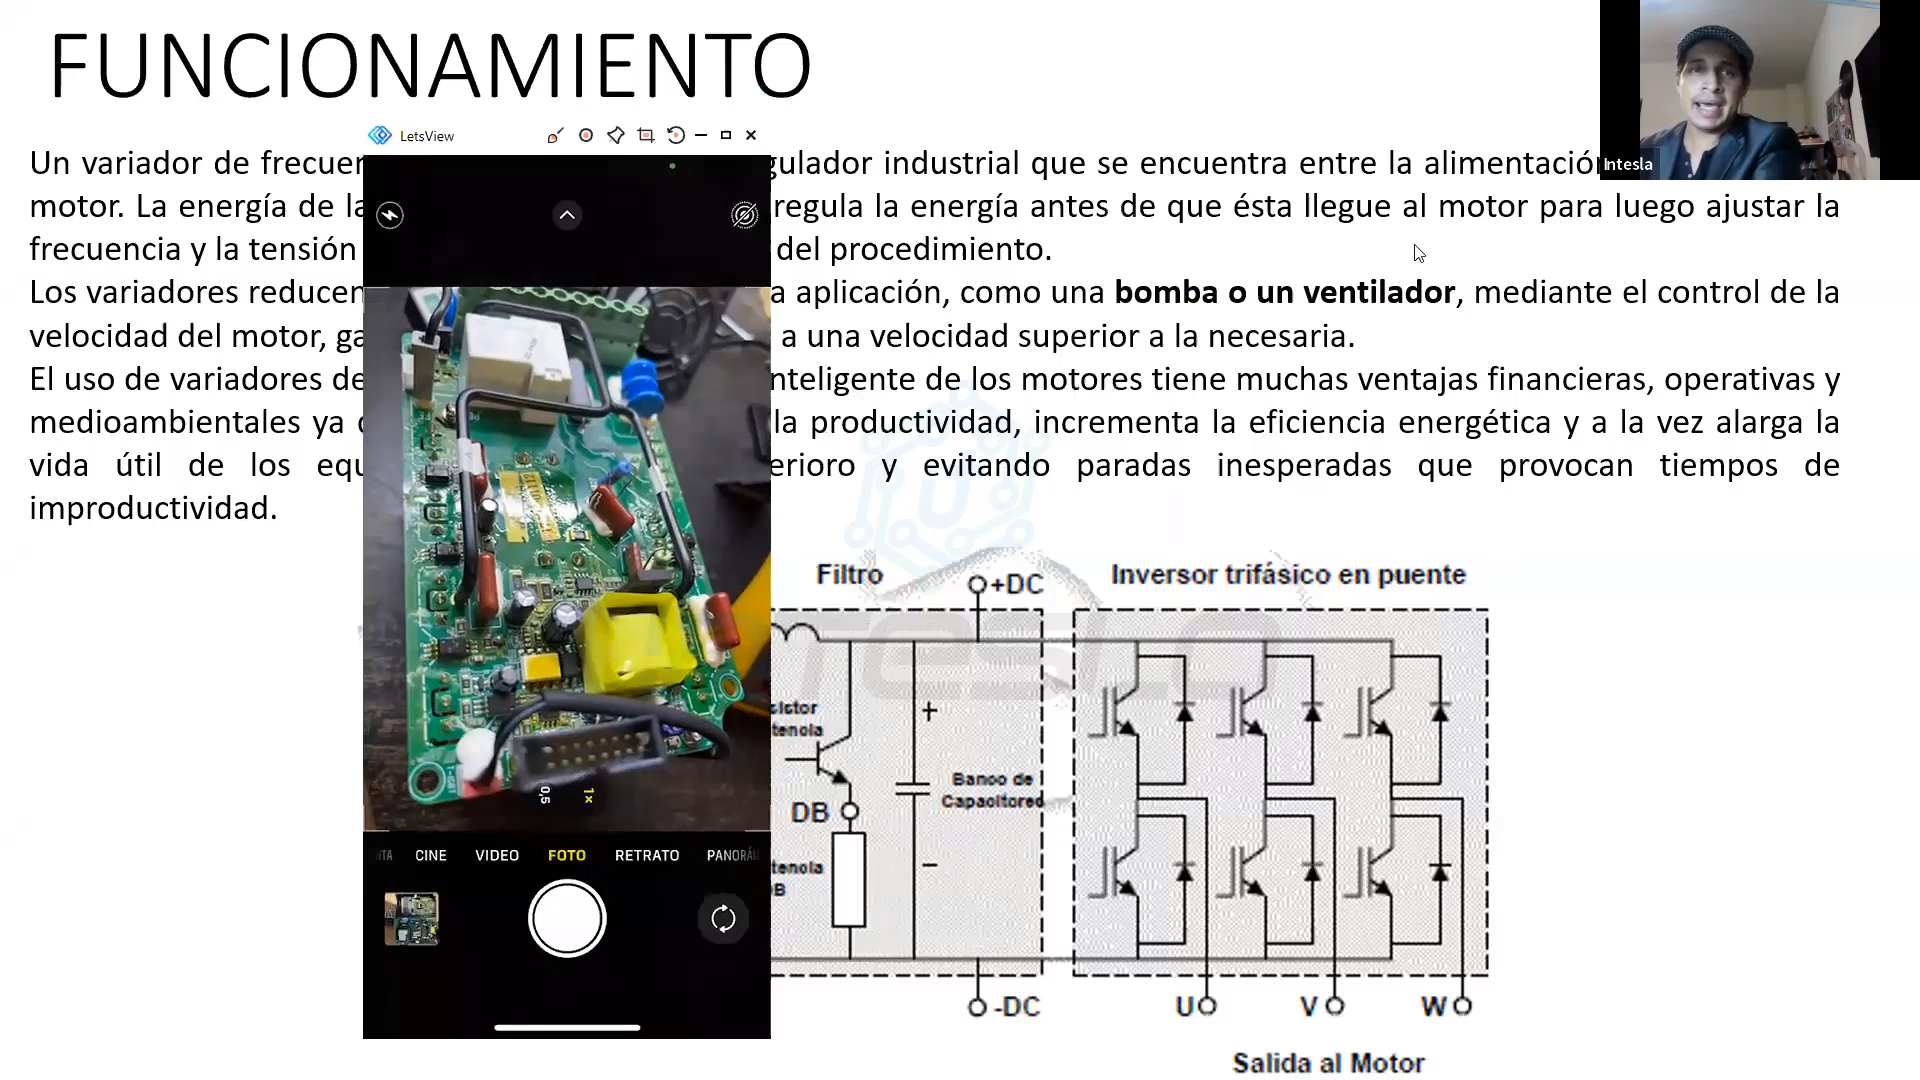 FUNCIONAMIENTO
LetsView
Intesla
Un variador de frecuen gulador industrial que se encuentra entre la alimentación
motor. La energía de la regula la energía antes de que ésta llegue al motor para luego ajustar la
frecuencia y la tensión del procedimiento.
Los variadores reducen a aplicación, como una bomba o un ventilador, mediante el control de la
velocidad del motor, ga a una velocidad superior a la necesaria.
El uso de variadores de nteligente de los motores tiene muchas ventajas financieras, operativas y
medioambientales ya la productividad, incrementa la eficiencia energética y a la vez alarga la
vida útil de los equ erioro y evitando paradas inesperadas que provocan tiempos de
improductividad.
Filtro
+DC
Inversor trifásico en puente
sistor
tencia
+
Banco de
Capacitores
DB
tencia
B
−
-DC
U
V
W
Salida al Motor
0,5
1×
CINE
VIDEO
FOTO
RETRATO
PANORÁM